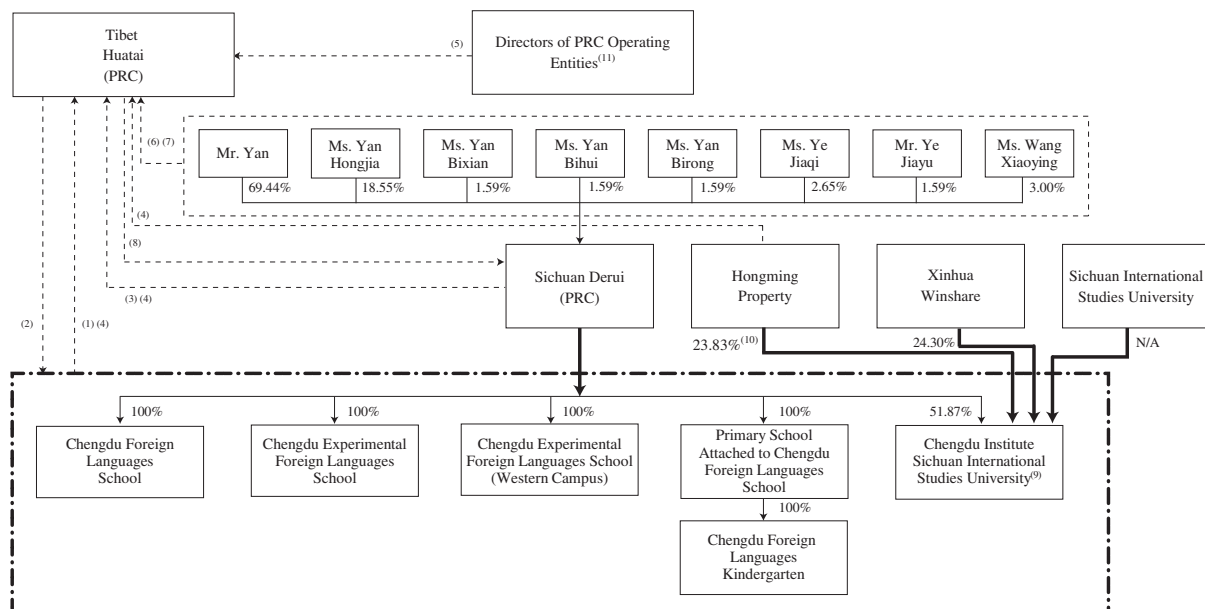 Tibet
Huatai
(PRC)
(5)
Directors of PRC Operating
Entities(11)
(6) (7)
Mr. Yan
Ms. Yan
Hongjia
Ms. Yan
Bixian
Ms. Yan
Bihui
Ms. Yan
Birong
Ms. Ye
Jiaqi
Mr. Ye
Jiayu
Ms. Wang
Xiaoying
69.44%
18.55%
1.59%
1.59%
1.59%
2.65%
1.59%
3.00%
(4)
(8)
Sichuan Derui
(PRC)
Hongming
Property
Xinhua
Winshare
Sichuan International
Studies University
(3) (4)
(2)
(1) (4)
23.83%(10)
24.30%
N/A
100%
100%
100%
100%
51.87%
Chengdu Foreign
Languages
School
Chengdu Experimental
Foreign Languages
School
Chengdu Experimental
Foreign Languages School
(Western Campus)
Primary School
Attached to Chengdu
Foreign Languages
School
Chengdu Institute
Sichuan International
Studies University(9)
100%
Chengdu Foreign
Languages
Kindergarten